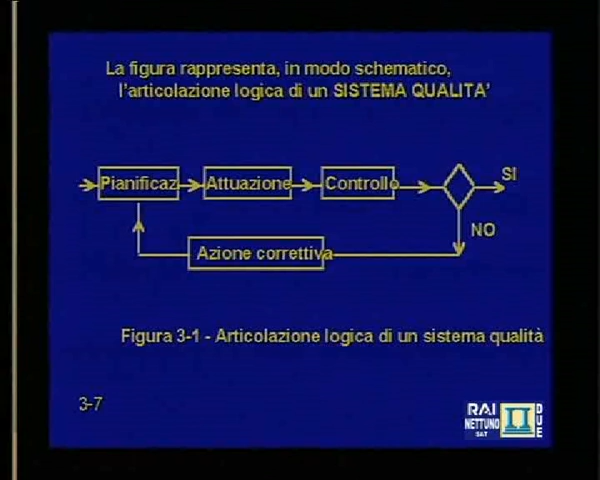 La figura rappresenta, in modo schematico,
l'articolazione logica di un SISTEMA QUALITA'
Pianificaz
Attuazione
Controllo
SI
NO
Azione correttiva
Figura 3-1 - Articolazione logica di un sistema qualità
3-7
RAI
NETTUNO
SAT
DUE